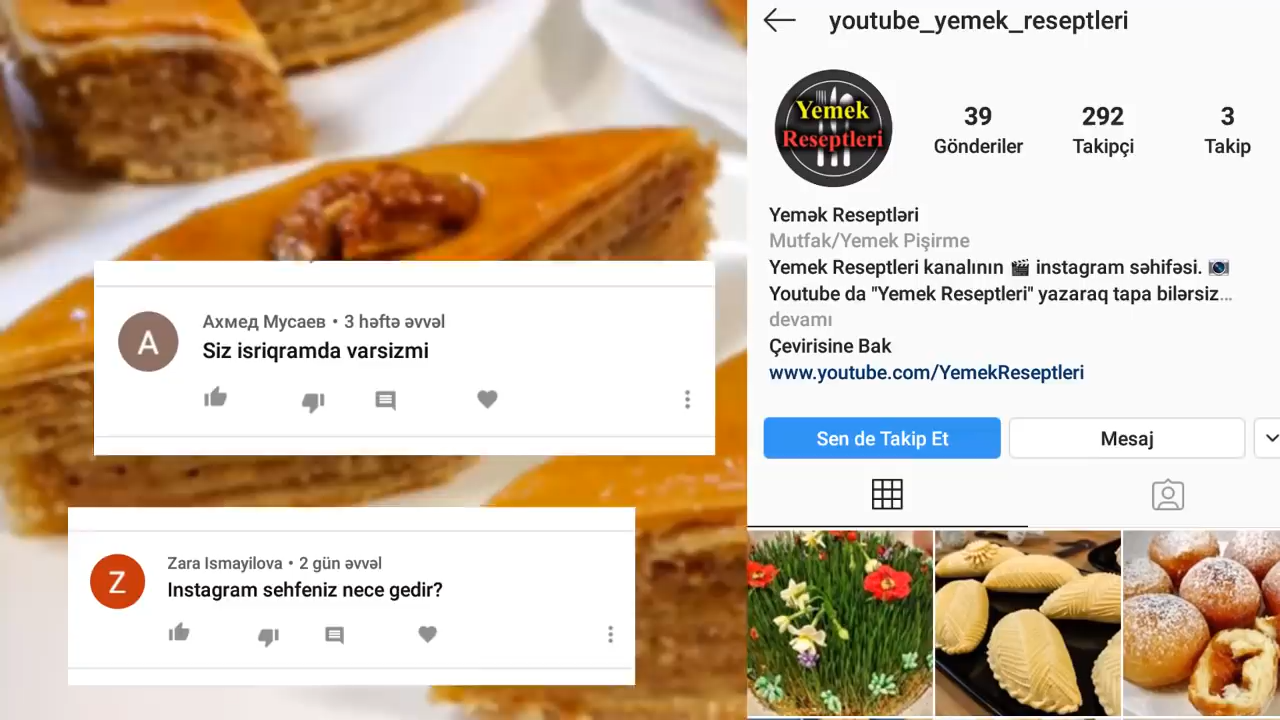 Ахмед Мусаев • 3 həftə əvvəl
Siz isriqramda varsizmi
Zara Ismayilova • 2 gün əvvəl
Instagram sehfeniz nece gedir?
youtube_yemek_reseptleri
Yemek
Reseptleri
39 292 3
Gönderiler Takipçi Takip
Yemək Reseptləri
Mutfak/Yemek Pişirme
Yemek Reseptleri kanalının 🎬 instagram səhifəsi. 📷
Youtube da "Yemek Reseptleri" yazaraq tapa bilərsiz...
devamı
Çevirisine Bak
www.youtube.com/YemekReseptleri
Sen de Takip Et Mesaj
A
Z